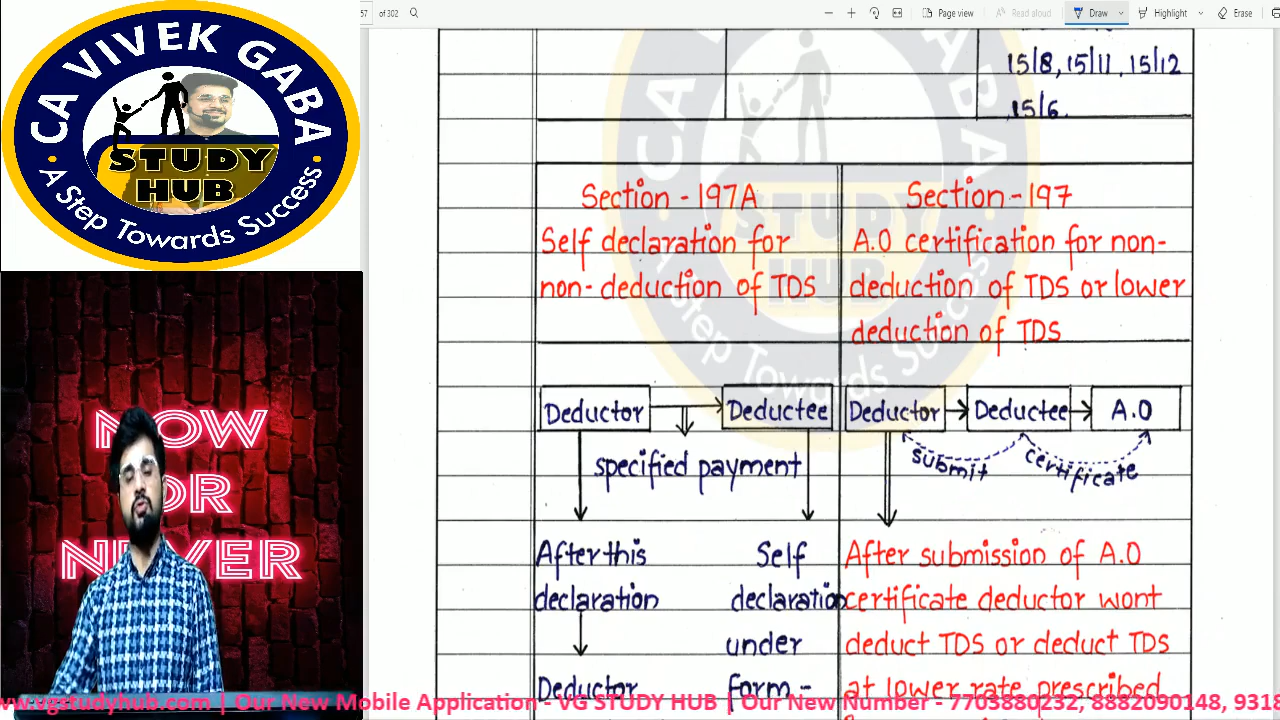 CA VIVEK GABA
STUDY
HUB
A Step Towards Success
NOW
OR
NEVER
57 of 302
Page view
Read aloud
Draw
Highlight
Erase
15/8, 15/11, 15/12
15/6.
Section - 197A
Self declaration for
non-deduction of TDS
Section - 197
A.O certification for non-
deduction of TDS or lower
deduction of TDS
Deductor
Deductee
specified payment
Deductor
Deductee
A.O
submit
certificate
After this
declaration
Deductor
Self
declaration
under
form -
After submission of A.O
certificate deductor wont
deduct TDS or deduct TDS
at lower rate prescribed
www.vgstudyhub.com | Our New Mobile Application - VG STUDY HUB | Our New Number - 7703880232, 8882090148, 9318